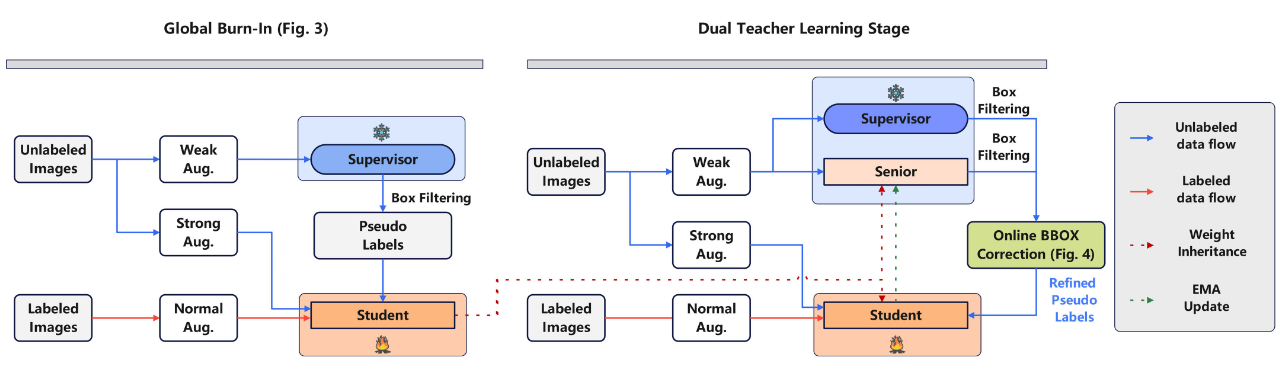 Global Burn-In (Fig. 3)
Unlabeled
Images
Weak
Aug.
Supervisor
Box Filtering
Strong
Aug.
Pseudo
Labels
Labeled
Images
Normal
Aug.
Student
Dual Teacher Learning Stage
Unlabeled
Images
Weak
Aug.
Supervisor
Senior
Box
Filtering
Box
Filtering
Strong
Aug.
Online BBOX
Correction (Fig. 4)
Refined
Pseudo
Labels
Labeled
Images
Normal
Aug.
Student
Unlabeled
data flow
Labeled
data flow
Weight
Inheritance
EMA
Update